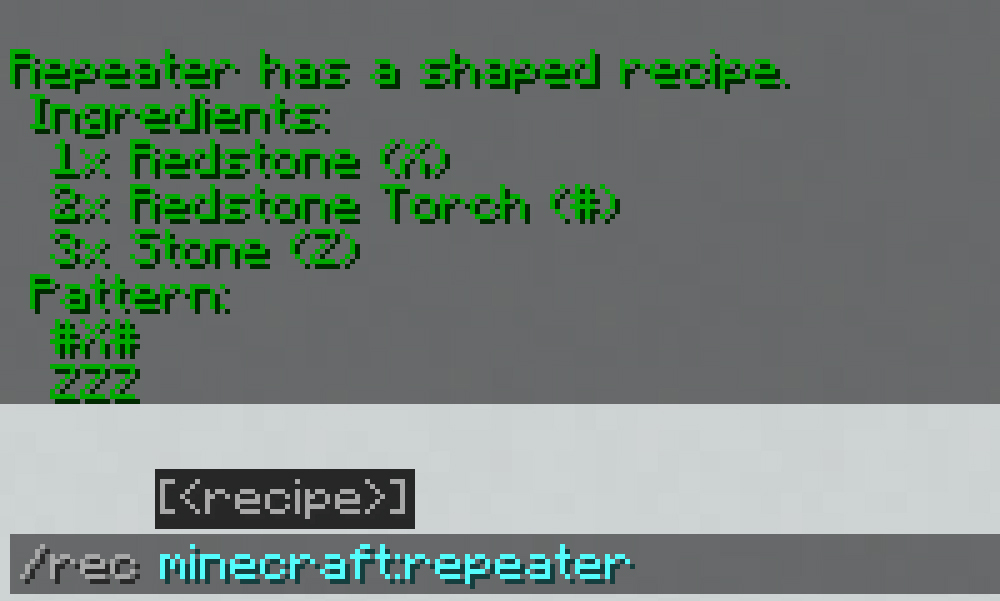 Repeater has a shaped recipe.
Ingredients:
1x Redstone (X)
2x Redstone Torch (#)
3x Stone (Z)
Pattern:
#X#
ZZZ
[<recipe>]
/rec minecraft:repeater